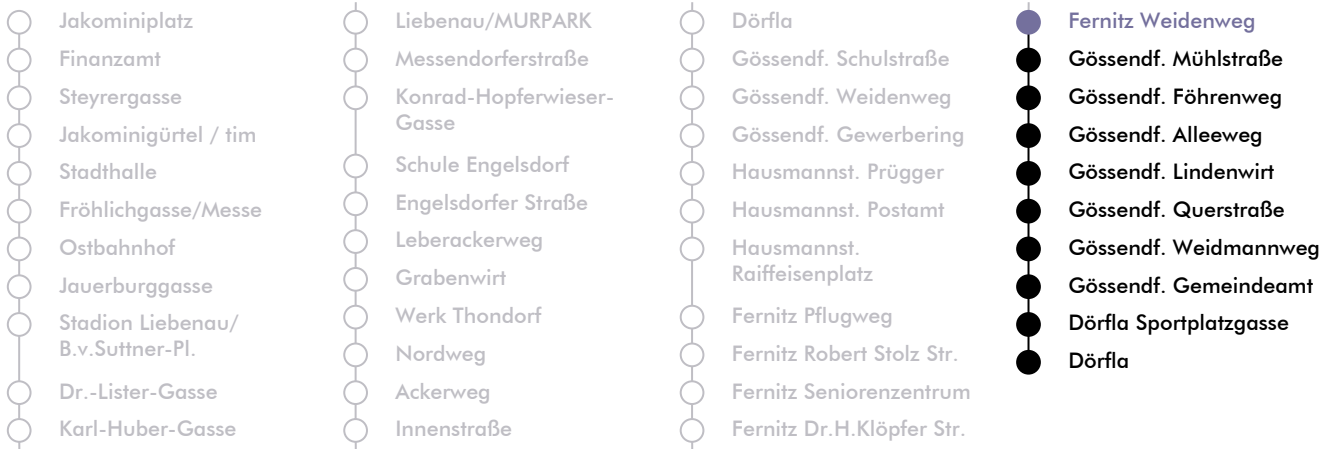 Jakominiplatz
Finanzamt
Steyrergasse
Jakominigürtel / tim
Stadthalle
Fröhlichgasse/Messe
Ostbahnhof
Jauerburggasse
Stadion Liebenau/
B.v.Suttner-Pl.
Dr.-Lister-Gasse
Karl-Huber-Gasse
Liebenau/MURPARK
Messendorferstraße
Konrad-Hopferwieser-
Gasse
Schule Engelsdorf
Engelsdorfer Straße
Leberackerweg
Grabenwirt
Werk Thondorf
Nordweg
Ackerweg
Innenstraße
Dörfla
Gössendf. Schulstraße
Gössendf. Weidenweg
Gössendf. Gewerbering
Hausmannst. Prügger
Hausmannst. Postamt
Hausmannst.
Raiffeisenplatz
Fernitz Pflugweg
Fernitz Robert Stolz Str.
Fernitz Seniorenzentrum
Fernitz Dr.H.Klöpfer Str.
Fernitz Weidenweg
Gössendf. Mühlstraße
Gössendf. Föhrenweg
Gössendf. Alleeweg
Gössendf. Lindenwirt
Gössendf. Querstraße
Gössendf. Weidmannweg
Gössendf. Gemeindeamt
Dörfla Sportplatzgasse
Dörfla